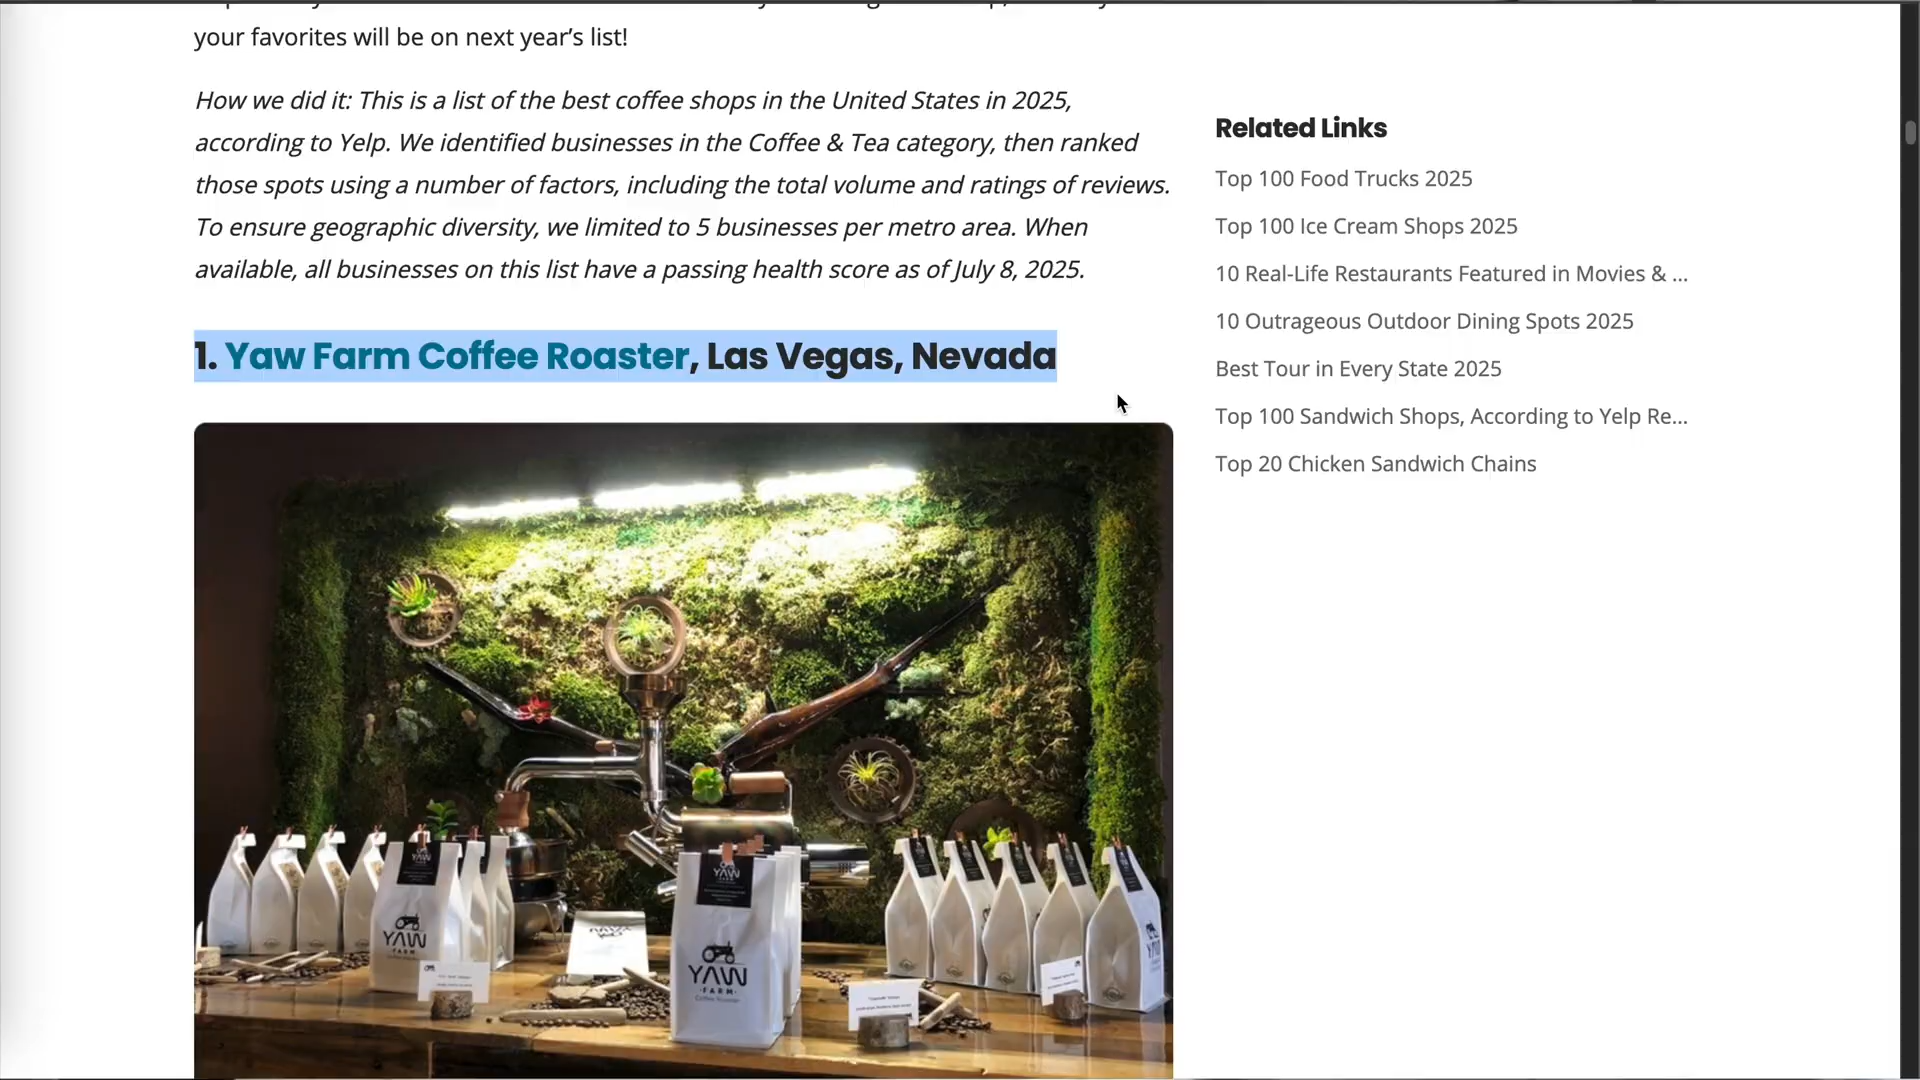 your favorites will be on next year's list!
How we did it: This is a list of the best coffee shops in the United States in 2025,
according to Yelp. We identified businesses in the Coffee & Tea category, then ranked
those spots using a number of factors, including the total volume and ratings of reviews.
To ensure geographic diversity, we limited to 5 businesses per metro area. When
available, all businesses on this list have a passing health score as of July 8, 2025.
1. Yaw Farm Coffee Roaster, Las Vegas, Nevada
Related Links
Top 100 Food Trucks 2025
Top 100 Ice Cream Shops 2025
10 Real-Life Restaurants Featured in Movies & ...
10 Outrageous Outdoor Dining Spots 2025
Best Tour in Every State 2025
Top 100 Sandwich Shops, According to Yelp Re...
Top 20 Chicken Sandwich Chains
YAW
FARM
YAW
YAW
FARM
Coffee Roaster